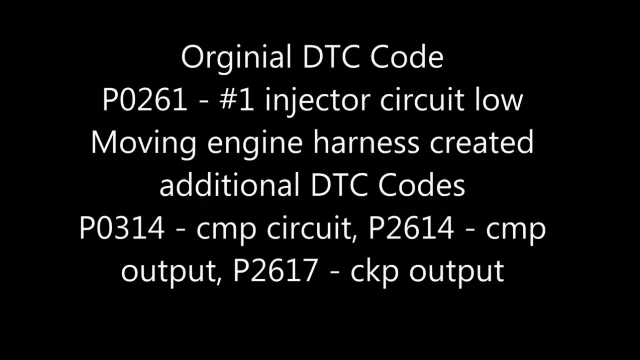 Orginial DTC Code
P0261 - #1 injector circuit low
Moving engine harness created
additional DTC Codes
P0314 - cmp circuit, P2614 - cmp
output, P2617 - ckp output